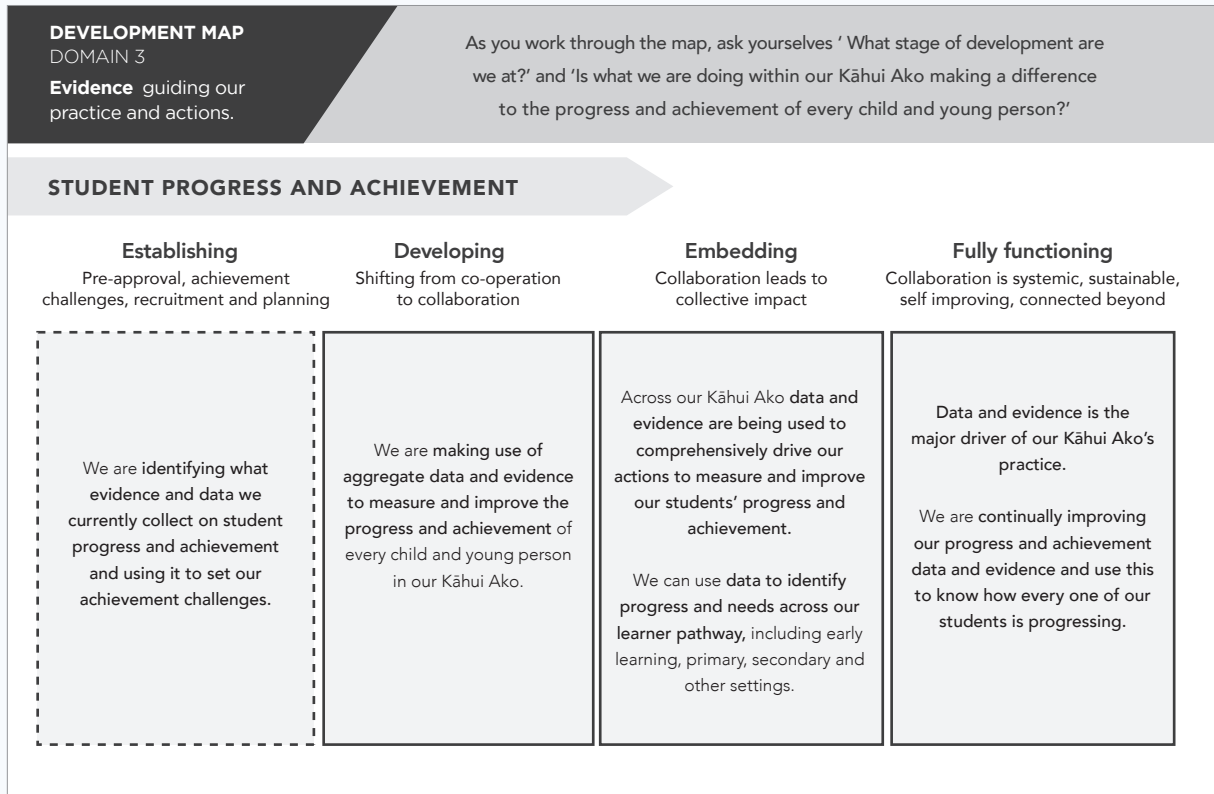 DEVELOPMENT MAP
DOMAIN 3
Evidence guiding our
practice and actions.
As you work through the map, ask yourselves ‘ What stage of development are
we at?’ and ‘Is what we are doing within our Kāhui Ako making a difference
to the progress and achievement of every child and young person?’
STUDENT PROGRESS AND ACHIEVEMENT
Establishing
Pre-approval, achievement
challenges, recruitment and planning
We are identifying what
evidence and data we
currently collect on student
progress and achievement
and using it to set our
achievement challenges.
Developing
Shifting from co-operation
to collaboration
We are making use of
aggregate data and evidence
to measure and improve the
progress and achievement of
every child and young person
in our Kāhui Ako.
Embedding
Collaboration leads to
collective impact
Across our Kāhui Ako data and
evidence are being used to
comprehensively drive our
actions to measure and improve
our students’ progress and
achievement.
We can use data to identify
progress and needs across our
learner pathway, including early
learning, primary, secondary and
other settings.
Fully functioning
Collaboration is systemic, sustainable,
self improving, connected beyond
Data and evidence is the
major driver of our Kāhui Ako’s
practice.
We are continually improving
our progress and achievement
data and evidence and use this
to know how every one of our
students is progressing.